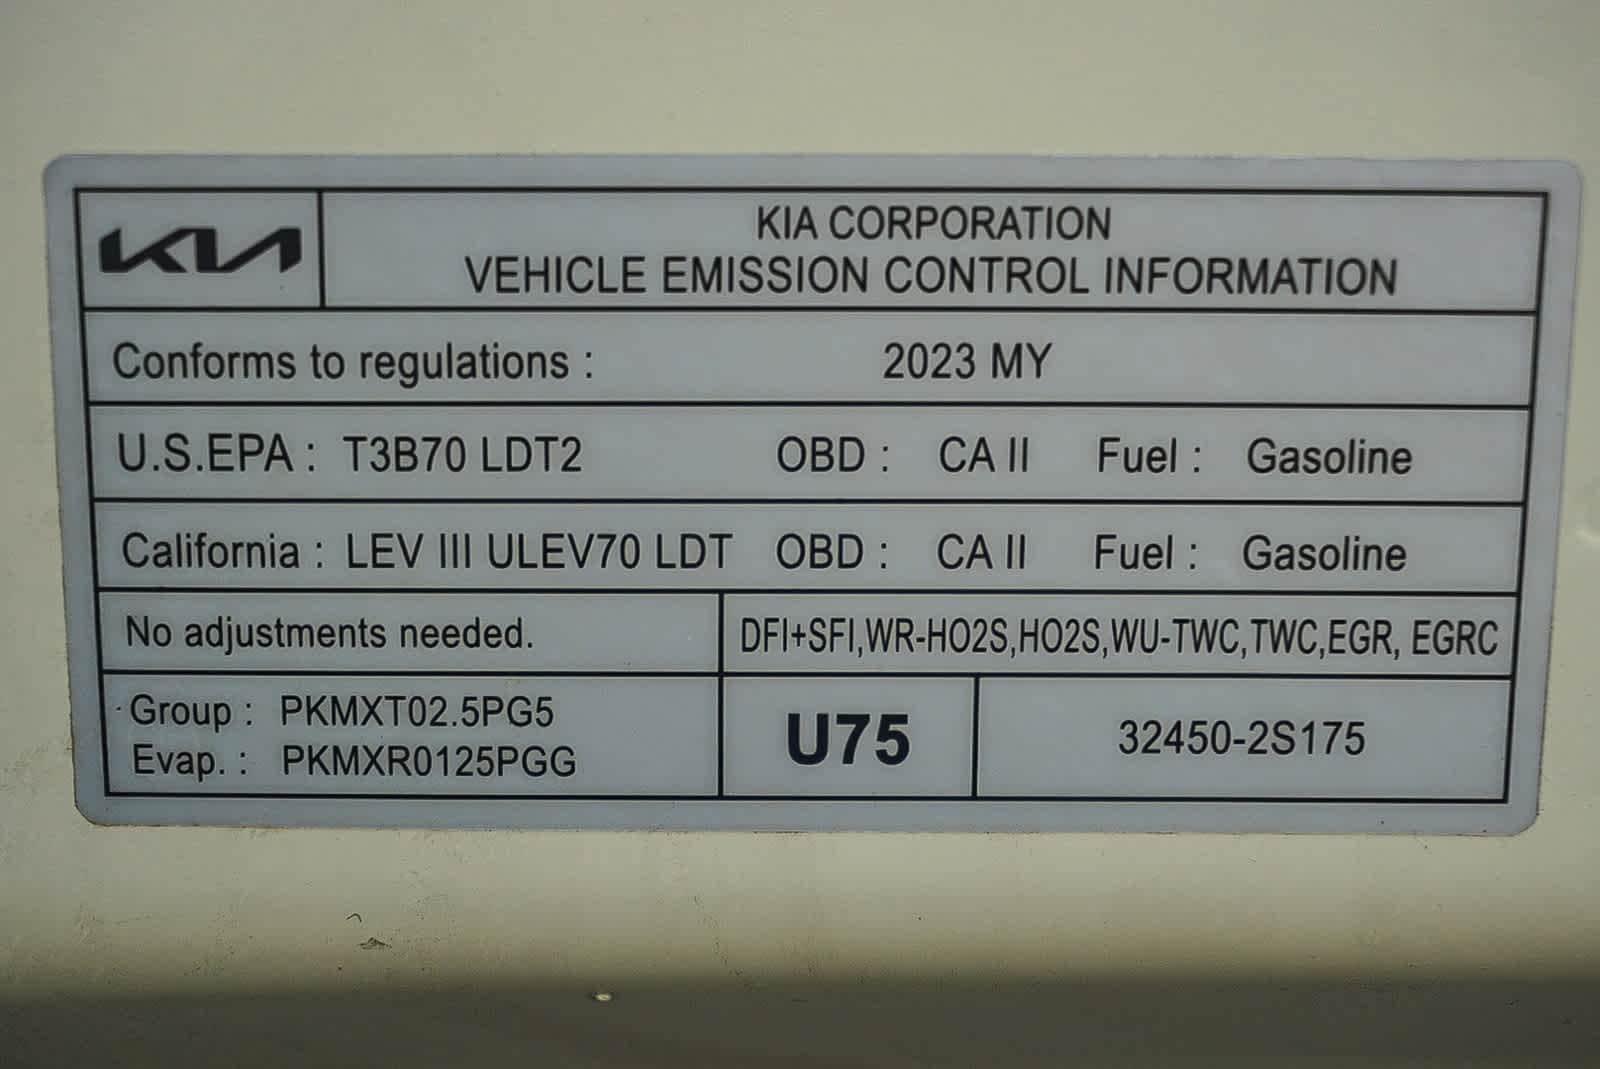 KIA
KIA CORPORATION
VEHICLE EMISSION CONTROL INFORMATION
Conforms to regulations : 2023 MY
U.S.EPA : T3B70 LDT2 OBD : CA II Fuel : Gasoline
California : LEV III ULEV70 LDT OBD : CA II Fuel : Gasoline
No adjustments needed. DFI+SFI,WR-HO2S,HO2S,WU-TWC,TWC,EGR, EGRC
Group : PKMXT02.5PG5
Evap. : PKMXR0125PGG
U75
32450-2S175